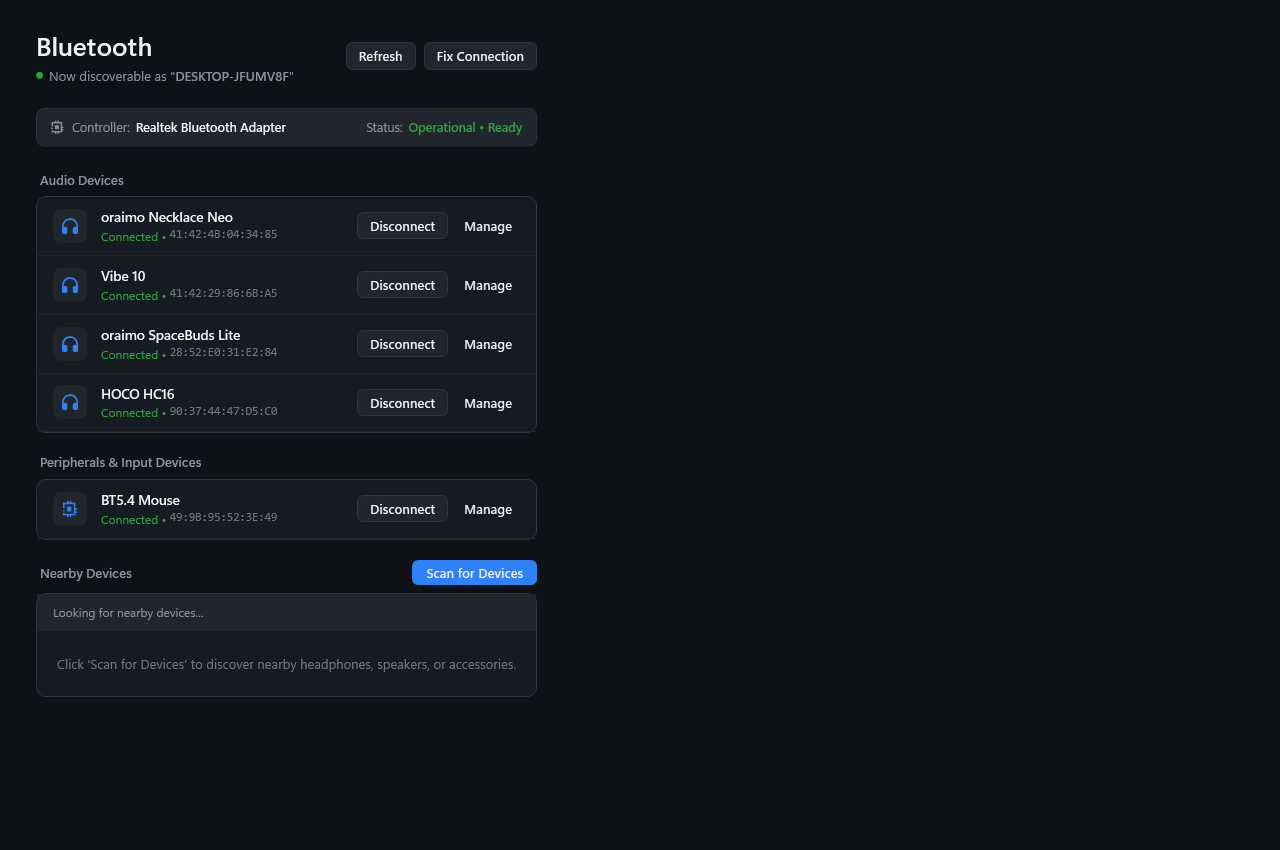 Bluetooth
Now discoverable as "DESKTOP-JFUMV8F"
Refresh
Fix Connection
Controller: Realtek Bluetooth Adapter
Status: Operational • Ready
Audio Devices
oraimo Necklace Neo
Connected • 41:42:4B:04:34:85
Disconnect
Manage
Vibe 10
Connected • 41:42:29:86:6B:A5
Disconnect
Manage
oraimo SpaceBuds Lite
Connected • 28:52:E0:31:E2:84
Disconnect
Manage
HOCO HC16
Connected • 90:37:44:47:D5:C0
Disconnect
Manage
Peripherals & Input Devices
BT5.4 Mouse
Connected • 49:9B:95:52:3E:49
Disconnect
Manage
Nearby Devices
Scan for Devices
Looking for nearby devices...
Click 'Scan for Devices' to discover nearby headphones, speakers, or accessories.